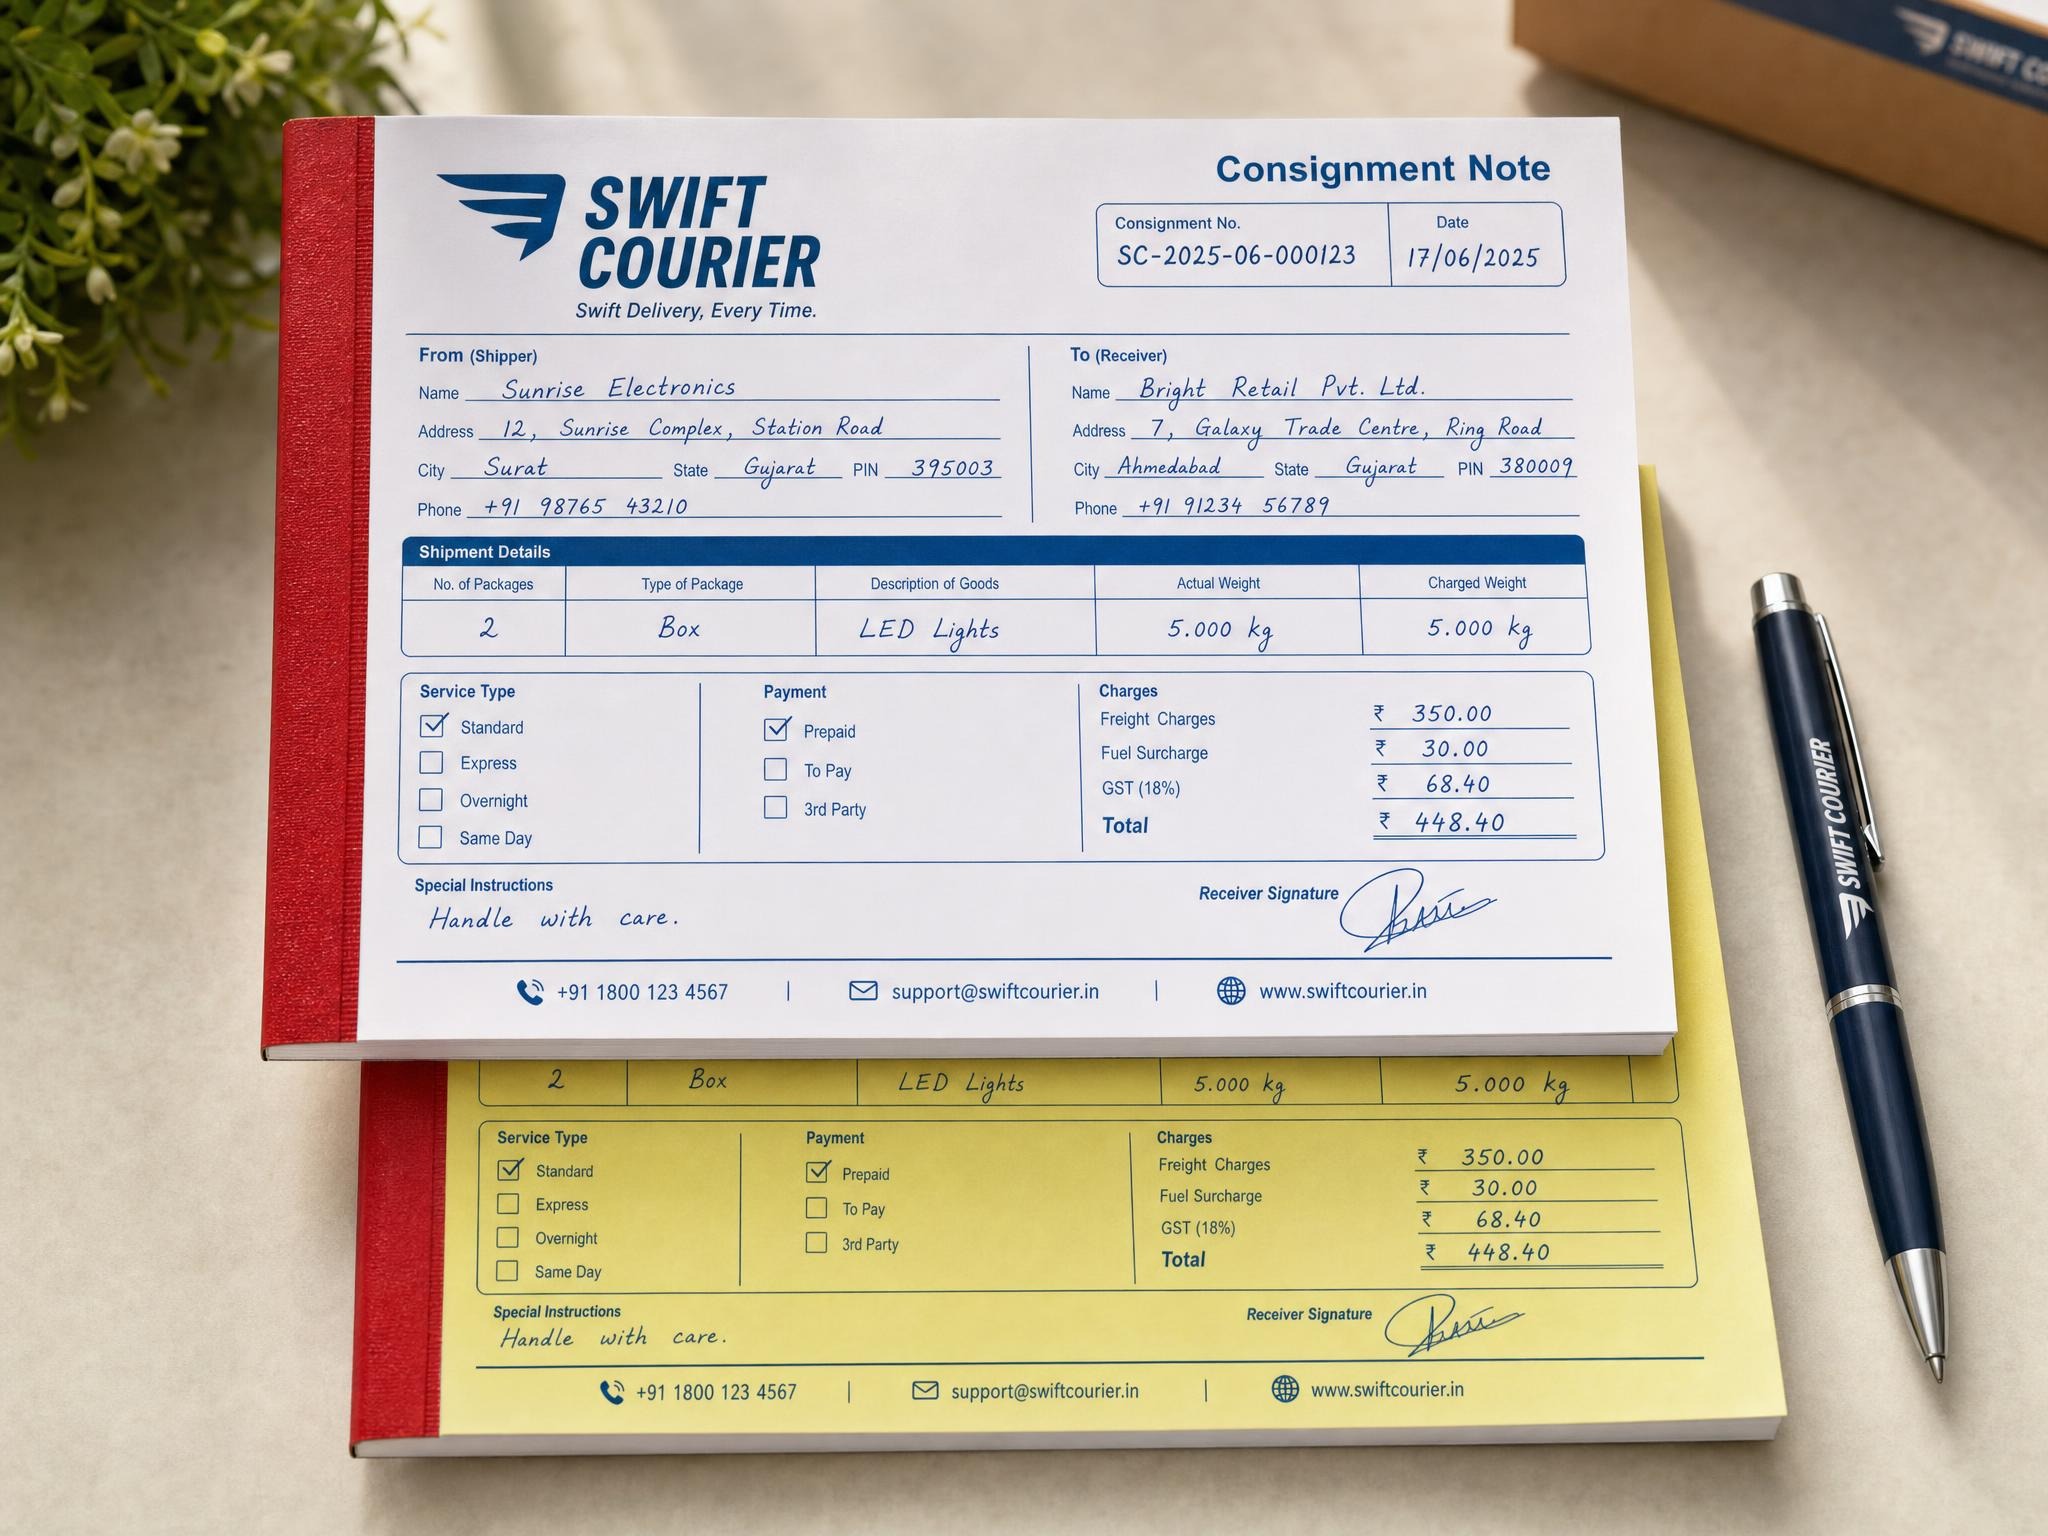 SWIFT
COURIER
Swift Delivery, Every Time.
Consignment Note
Consignment No. Date
SC-2025-06-000123 17/06/2025
From (Shipper)
Name Sunrise Electronics
Address 12, Sunrise Complex, Station Road
City Surat State Gujarat PIN 395003
Phone +91 98765 43210
To (Receiver)
Name Bright Retail Pvt. Ltd.
Address 7, Galaxy Trade Centre, Ring Road
City Ahmedabad State Gujarat PIN 380009
Phone +91 91234 56789
Shipment Details
No. of Packages Type of Package Description of Goods Actual Weight Charged Weight
2 Box LED Lights 5.000 kg 5.000 kg
Service Type
Standard
Express
Overnight
Same Day
Payment
Prepaid
To Pay
3rd Party
Charges
Freight Charges ₹ 350.00
Fuel Surcharge ₹ 30.00
GST (18%) ₹ 68.40
Total ₹ 448.40
Special Instructions
Handle with care.
Receiver Signature
+91 1800 123 4567 | support@swiftcourier.in | www.swiftcourier.in
2 Box LED Lights 5.000 kg 5.000 kg
Service Type
Standard
Express
Overnight
Same Day
Payment
Prepaid
To Pay
3rd Party
Charges
Freight Charges ₹ 350.00
Fuel Surcharge ₹ 30.00
GST (18%) ₹ 68.40
Total ₹ 448.40
Special Instructions
Handle with care.
Receiver Signature
+91 1800 123 4567 | support@swiftcourier.in | www.swiftcourier.in
SWIFT COURIER
SWIFT CO